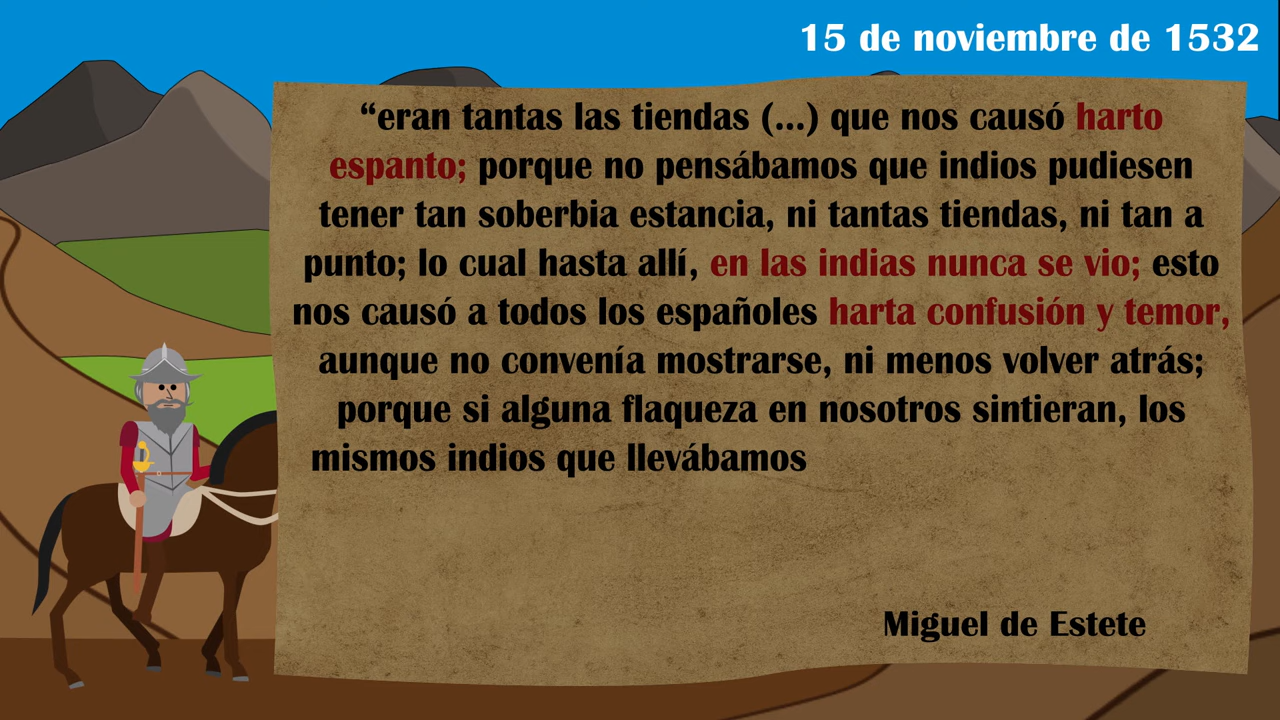 15 de noviembre de 1532
“eran tantas las tiendas (...) que nos causó harto
espanto; porque no pensábamos que indios pudiesen
tener tan soberbia estancia, ni tantas tiendas, ni tan a
punto; lo cual hasta allí, en las indias nunca se vio; esto
nos causó a todos los españoles harta confusión y temor,
aunque no convenía mostrarse, ni menos volver atrás;
porque si alguna flaqueza en nosotros sintieran, los
mismos indios que llevábamos
Miguel de Estete